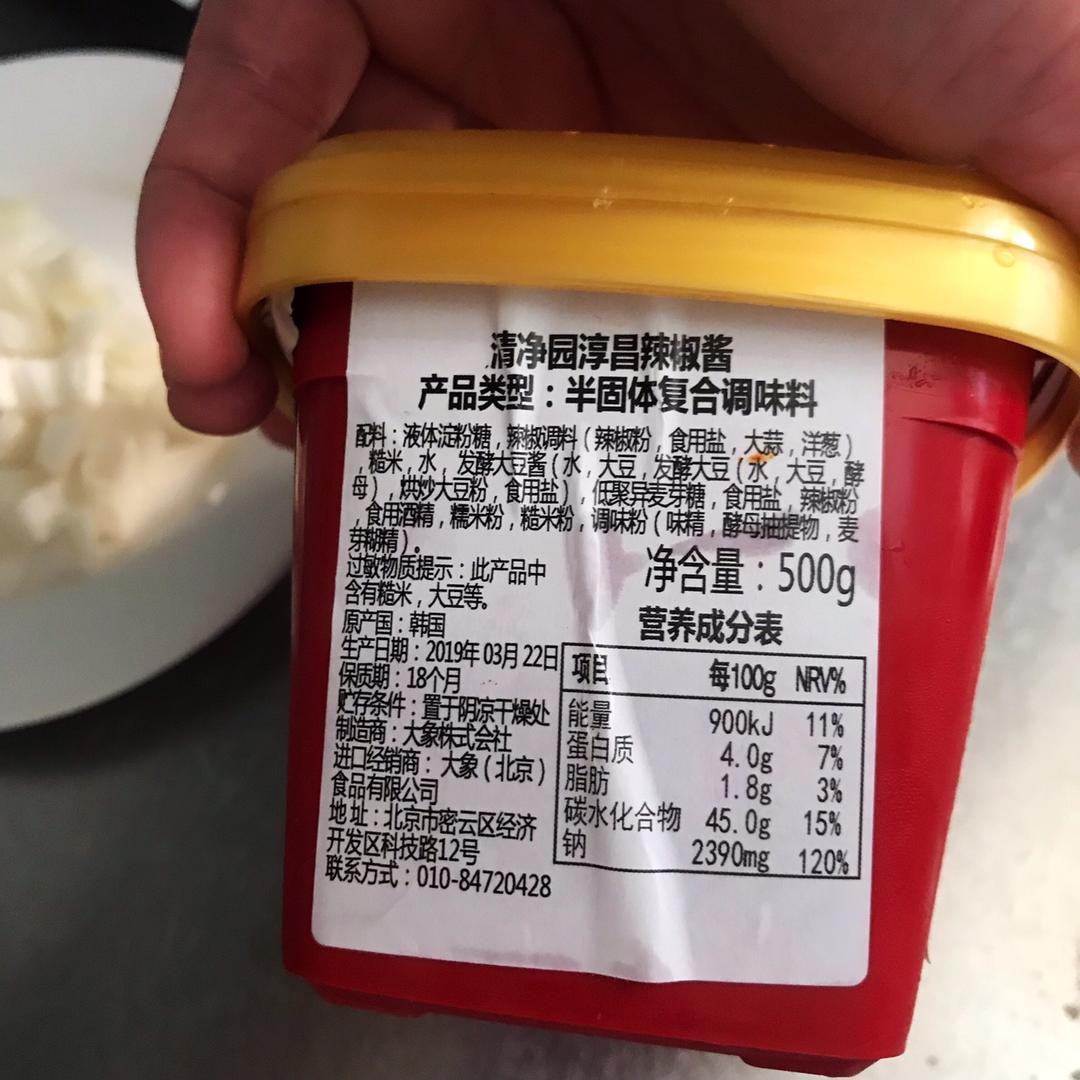 清净园淳昌辣椒酱
产品类型：半固体复合调味料
配料：液体淀粉糖，辣椒调料（辣椒粉，食用盐，大蒜，洋葱）
，糙米，水，发酵大豆酱（水，大豆，发酵大豆（水，大豆，酵
母），烘炒大豆粉，食用盐），低聚异麦芽糖，食用盐，辣椒粉
，食用酒精，糯米粉，糙米粉，调味粉（味精，酵母抽提物，麦
芽糊精）。
过敏物质提示：此产品中
含有糙米，大豆等。
原产国：韩国
生产日期：2019年03月22日
保质期：18个月
贮存条件：置于阴凉干燥处
制造商：大象株式会社
进口经销商：大象（北京）
食品有限公司
地址：北京市密云区经济
开发区科技路12号
联系方式：010-84720428
净含量：500g
营养成分表
项目 每100g NRV%
能量 900kJ 11%
蛋白质 4.0g 7%
脂肪 1.8g 3%
碳水化合物 45.0g 15%
钠 2390mg 120%